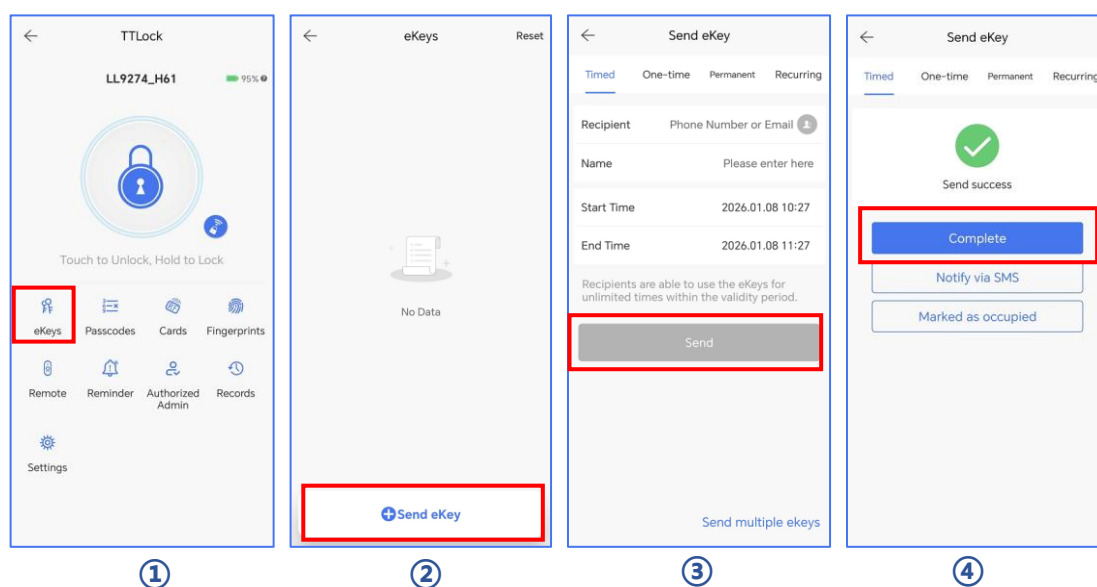 TTLock
LL9274_H61
95%
Touch to Unlock, Hold to Lock
eKeys
Passcodes
Cards
Fingerprints
Remote
Reminder
Authorized
Admin
Records
Settings
①
eKeys
Reset
No Data
Send eKey
②
Send eKey
Timed
One-time
Permanent
Recurring
Recipient
Phone Number or Email
Name
Please enter here
Start Time
2026.01.08 10:27
End Time
2026.01.08 11:27
Recipients are able to use the eKeys for
unlimited times within the validity period.
Send
Send multiple ekeys
③
Send eKey
Timed
One-time
Permanent
Recurring
Send success
Complete
Notify via SMS
Marked as occupied
④